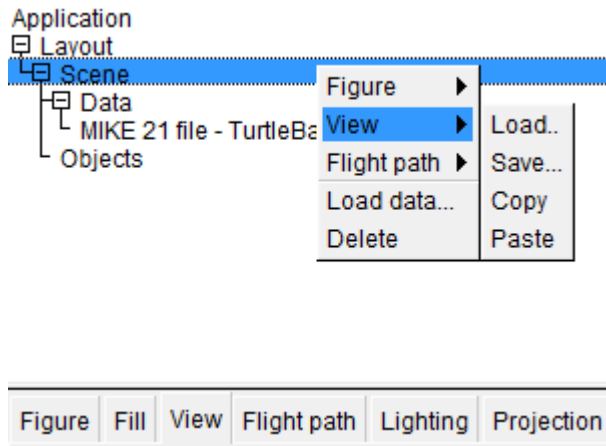 Application
Layout
Scene
Data
MIKE 21 file - TurtleBa
Objects
Figure
View
Flight path
Load data...
Delete
Load..
Save...
Copy
Paste
Figure Fill View Flight path Lighting Projection